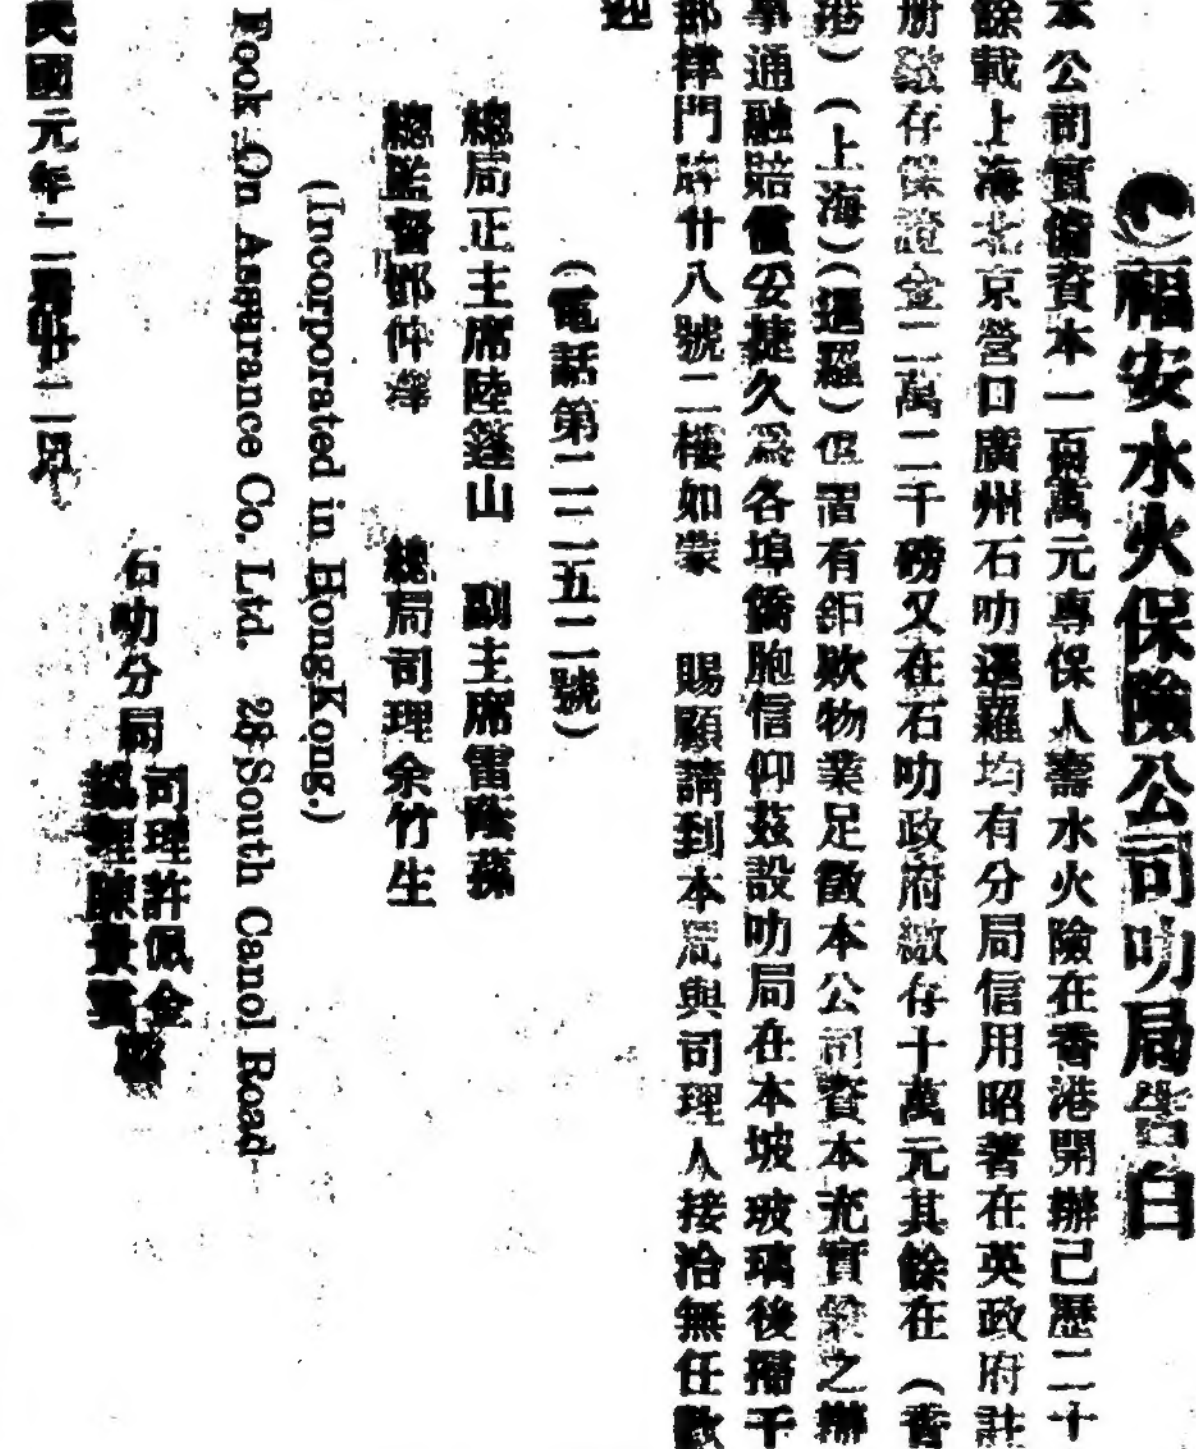 福安水火保險公司叻局告白
本公司實備資本一百萬元專保人壽水火險在香港開辦己歷二十
餘載上海北京營口廣州石叻暹羅均有分局信用昭著在英政府註
册繳存保證金二萬二千磅又在石叻政府繳存十萬元其餘在(香
港)(上海)(暹羅)俱置有鉅欵物業足徵本公司資本充實之辦
事通融賠償妥捷久為各埠僑胞信仰茲設叻局在本坡玻璃後
律門牌廿八號二樓如蒙 賜顧請到本局與司理人接洽無任歡
迎
(電話第二二五二號)
總局正主席陸蓬山 副主席雷蔭蓀
總監督鄧仲澤 總局司理余竹生
(Incorporated in HongKong.)
Fook On Assurance Co. Ltd. 28 South Canol Road
石叻分局 司理許佩金
總理陳景
民國元年十二